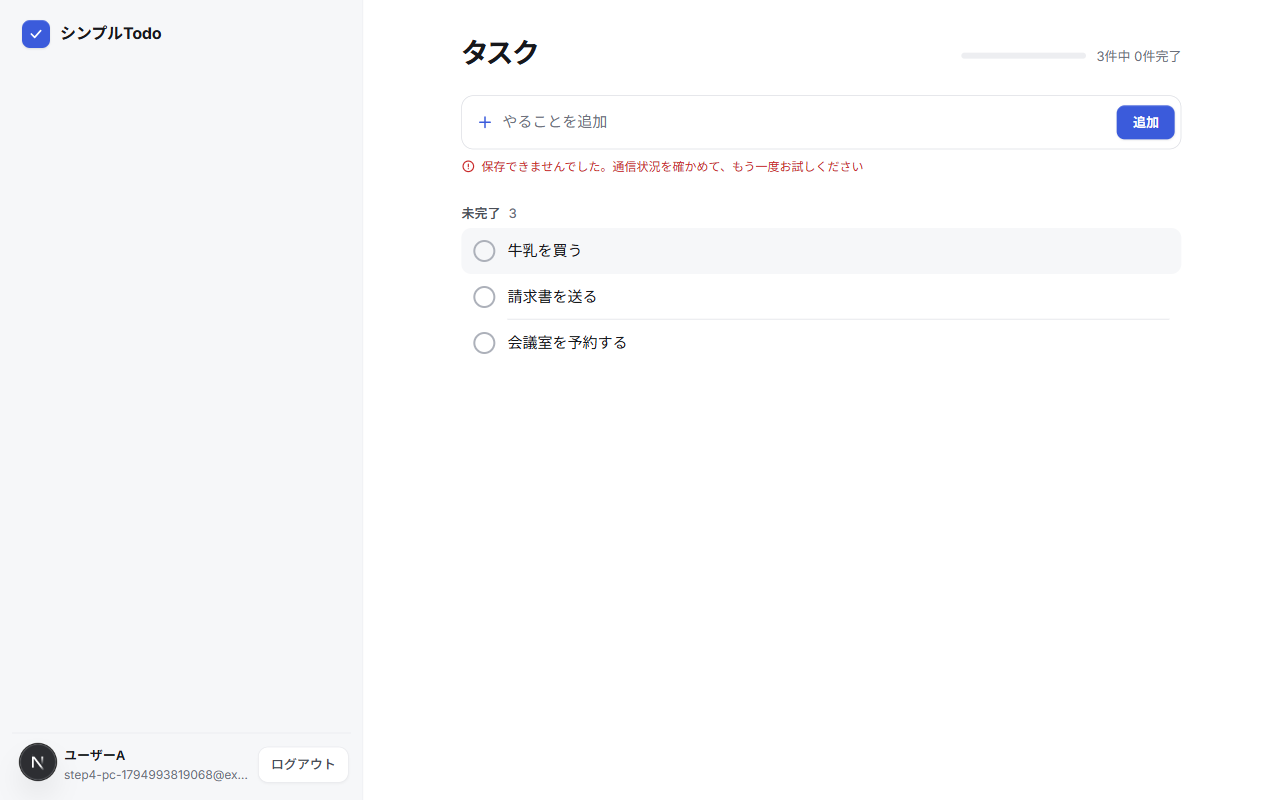 シンプルTodo
タスク
3件中 0件完了
やることを追加
追加
保存できませんでした。通信状況を確かめて、もう一度お試しください
未完了 3
牛乳を買う
請求書を送る
会議室を予約する
N
ユーザーA
step4-pc-1794993819068@ex...
ログアウト